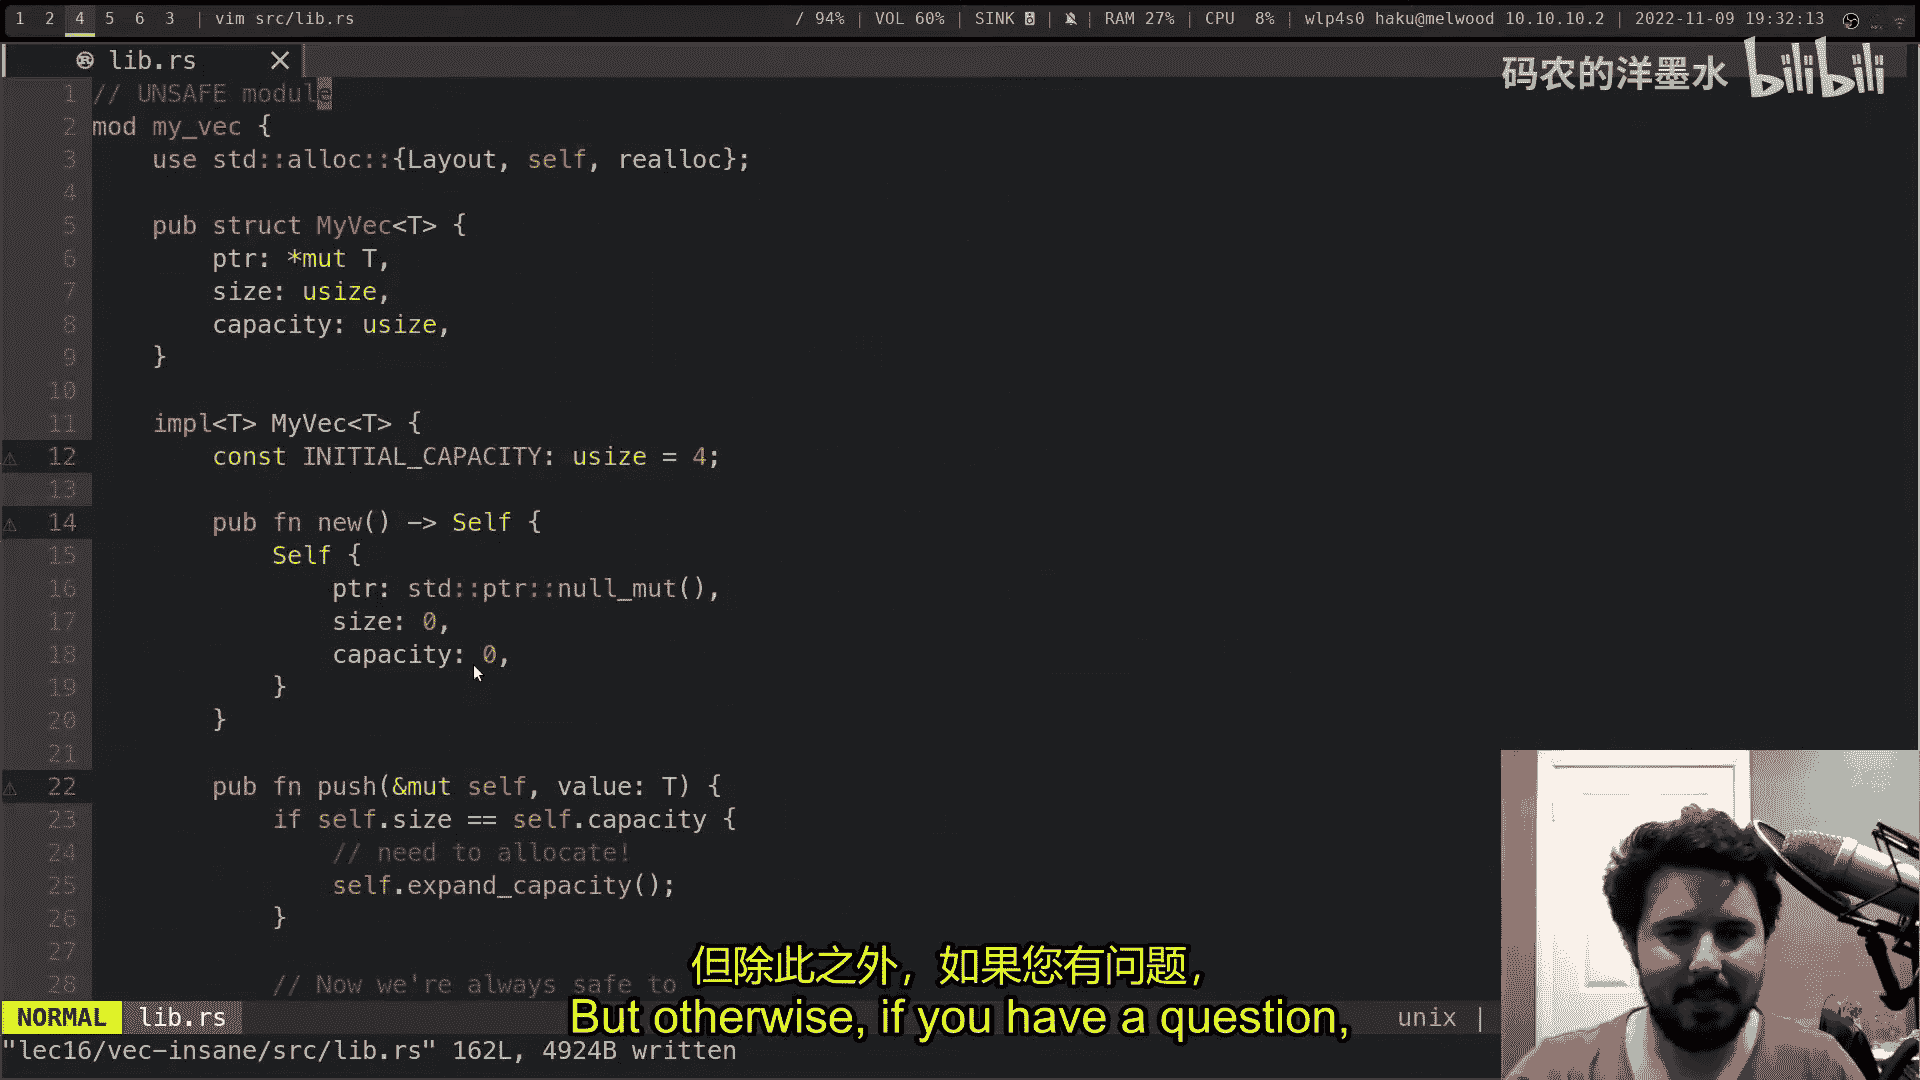 1 2 4 5 6 3 | vim src/lib.rs
/ 94% | VOL 60% | SINK | | RAM 27% | CPU 8% | wlp4s0 haku@melwood 10.10.10.2 | 2022-11-09 19:32:13
lib.rs
码农的洋墨水 bilibili
1 // UNSAFE module
2 mod my_vec {
3 use std::alloc::{Layout, self, realloc};
4
5 pub struct MyVec<T> {
6 ptr: *mut T,
7 size: usize,
8 capacity: usize,
9 }
10
11 impl<T> MyVec<T> {
12 const INITIAL_CAPACITY: usize = 4;
13
14 pub fn new() -> Self {
15 Self {
16 ptr: std::ptr::null_mut(),
17 size: 0,
18 capacity: 0,
19 }
20 }
21
22 pub fn push(&mut self, value: T) {
23 if self.size == self.capacity {
24 // need to allocate!
25 self.expand_capacity();
26 }
27
28 // Now we're always safe to
但除此之外，如果您有问题，
But otherwise, if you have a question,
NORMAL lib.rs
unix |
"lec16/vec-insane/src/lib.rs" 162L, 4924B written